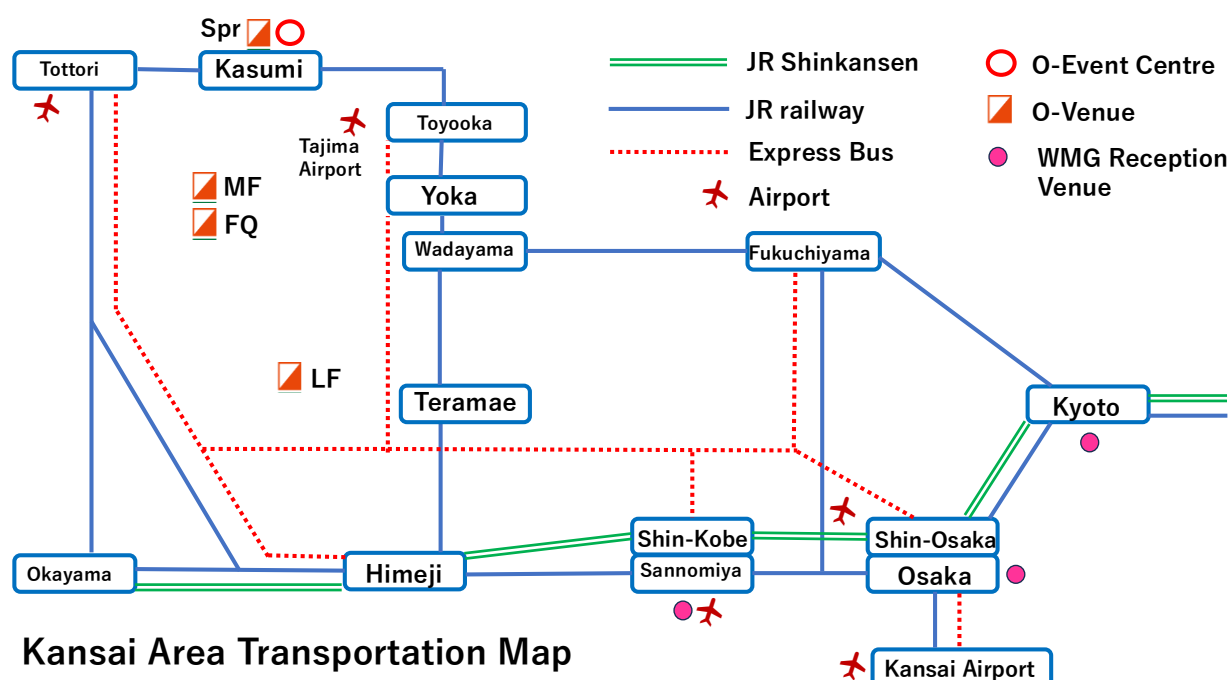 Spr
Tottori
Kasumi
JR Shinkansen
O-Event Centre
JR railway
O-Venue
Toyooka
Tajima
Airport
Express Bus
WMG Reception
Venue
MF
Yoka
Airport
FQ
Wadayama
Fukuchiyama
LF
Teramae
Kyoto
Shin-Kobe
Shin-Osaka
Okayama
Himeji
Sannomiya
Osaka
Kansai Area Transportation Map
Kansai Airport